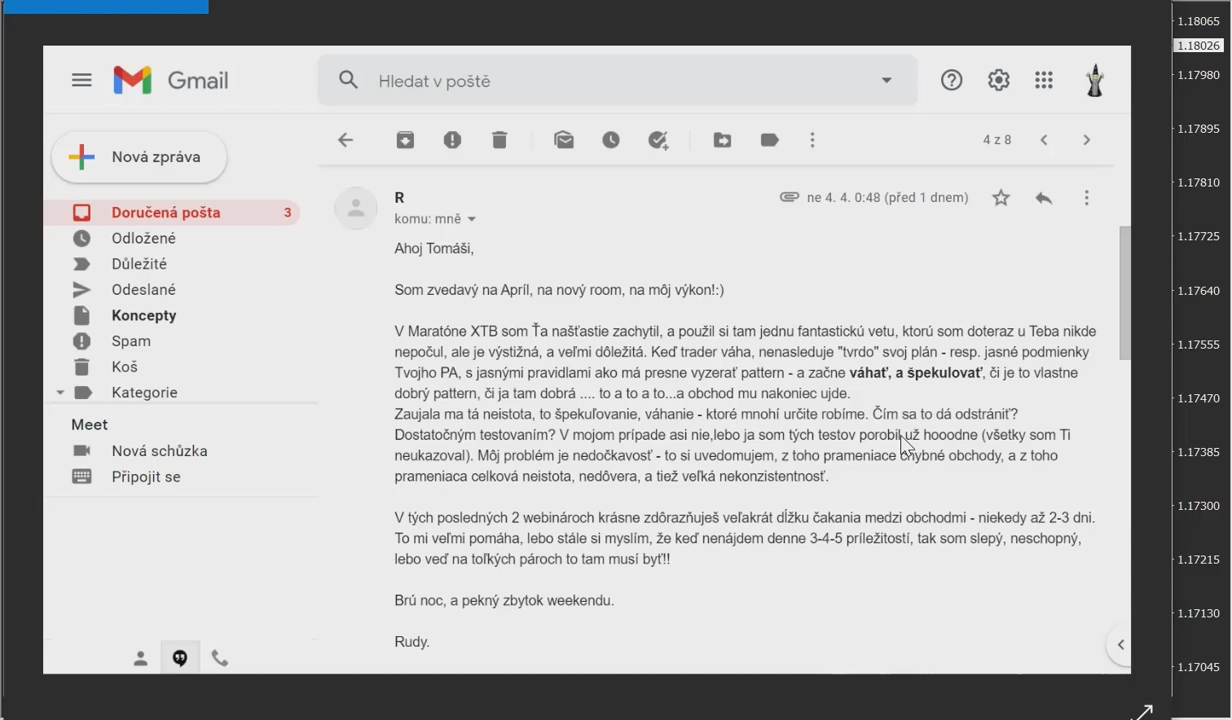 1.18065
1.18026
Gmail
Hledat v poště
1.17980
4 z 8
1.17895
Nová zpráva
1.17810
R
ne 4. 4. 0:48 (před 1 dnem)
Doručená pošta 3
komu: mně
Odložené
Ahoj Tomáši,
1.17725
Důležité
Odeslané
Som zvedavý na Apríl, na nový room, na môj výkon!:)
1.17640
Koncepty
V Maratóne XTB som Ťa našťastie zachytil, a použil si tam jednu fantastickú vetu, ktorú som doteraz u Teba nikde
Spam
1.17555
nepočul, ale je výstižná, a veľmi dôležitá. Keď trader váha, nenasleduje "tvrdo" svoj plán - resp. jasné podmienky
Koš
Tvojho PA, s jasnými pravidlami ako má presne vyzerať pattern - a začne váhať, a špekulovať, či je to vlastne
Kategorie
dobrý pattern, či ja tam dobrá .... to a to a to...a obchod mu nakoniec ujde.
1.17470
Zaujala ma tá neistota, to špekuľovanie, váhanie - ktoré mnohí určite robíme. Čím sa to dá odstrániť?
Meet
Dostatočným testovaním? V mojom prípade asi nie,lebo ja som tých testov porobil už hooodne (všetky som Ti
Nová schůzka
1.17385
neukazoval). Môj problém je nedočkavosť - to si uvedomujem, z toho prameniace chybné obchody, a z toho
Připojit se
prameniaca celková neistota, nedôvera, a tiež veľká nekonzistentnosť.
1.17300
V tých posledných 2 webinároch krásne zdôrazňuješ veľakrát dĺžku čakania medzi obchodmi - niekedy až 2-3 dni.
To mi veľmi pomáha, lebo stále si myslím, že keď nenájdem denne 3-4-5 príležitostí, tak som slepý, neschopný,
1.17215
lebo veď na toľkých pároch to tam musí byť!!
Brú noc, a pekný zbytok weekendu.
1.17130
Rudy.
1.17045